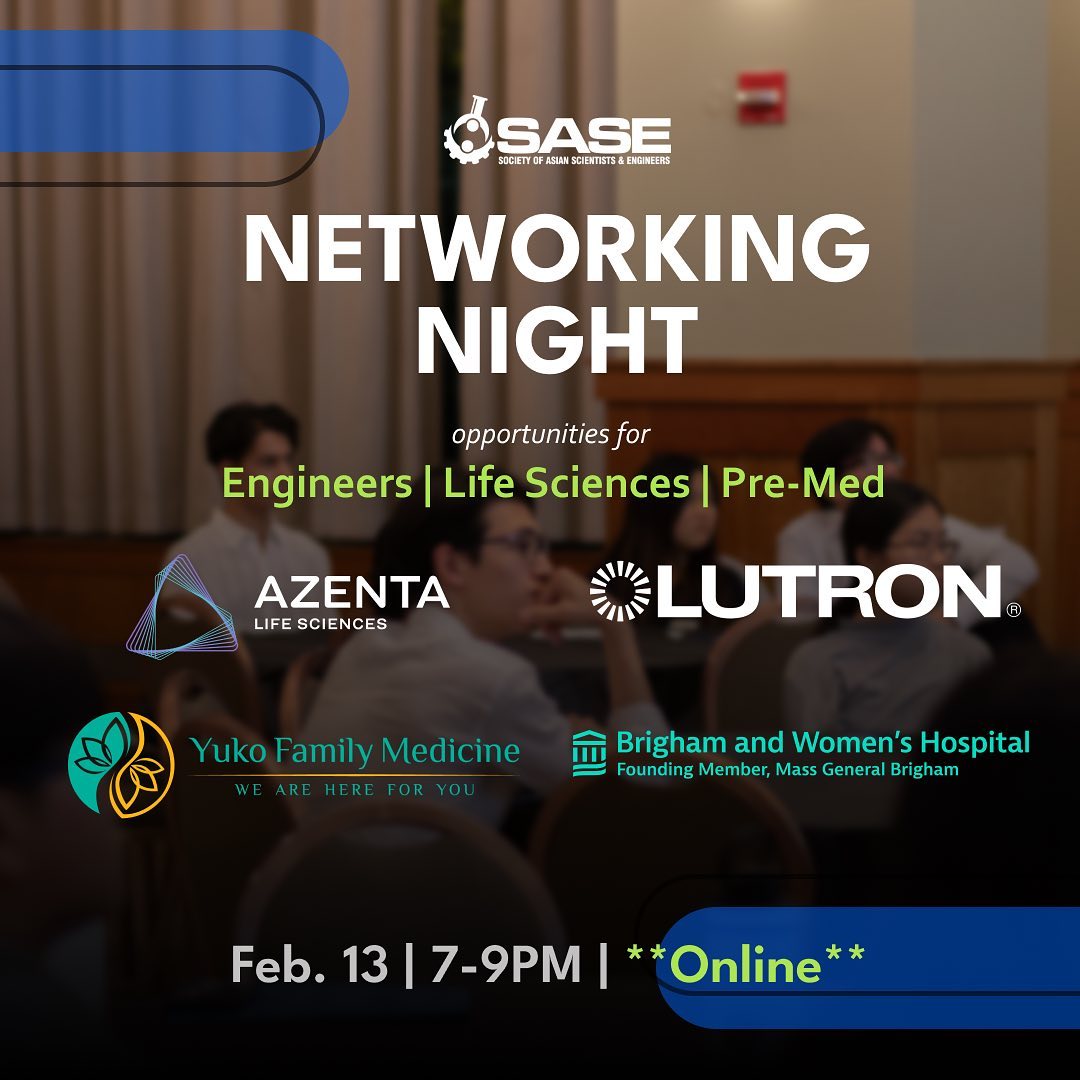 SASE
SOCIETY OF ASIAN SCIENTISTS & ENGINEERS
NETWORKING
NIGHT
opportunities for
Engineers | Life Sciences | Pre-Med
AZENTA
LIFE SCIENCES
LUTRON®
Yuko Family Medicine
WE ARE HERE FOR YOU
Brigham and Women's Hospital
Founding Member, Mass General Brigham
Feb. 13 | 7-9PM | **Online**